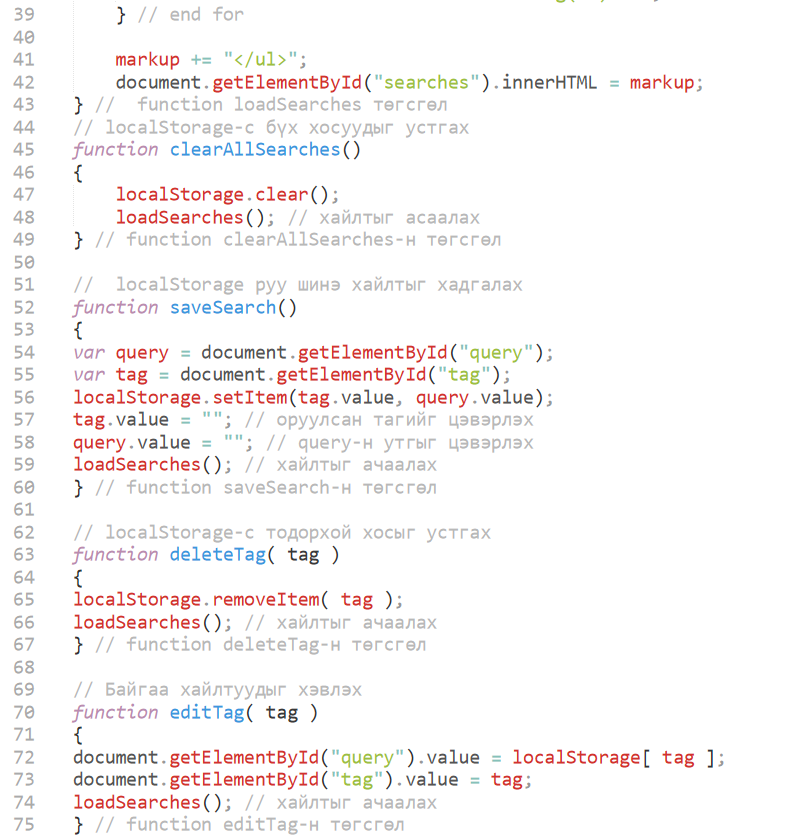 39 } // end for
40
41 markup += "</ul>";
42 document.getElementById("searches").innerHTML = markup;
43 } //  function loadSearches төгсгөл
44 // localStorage-с бүх хосуудыг устгах
45 function clearAllSearches()
46 {
47 localStorage.clear();
48 loadSearches(); // хайлтыг асаалах
49 } // function clearAllSearches-н төгсгөл
50
51 //  localStorage руу шинэ хайлтыг хадгалах
52 function saveSearch()
53 {
54 var query = document.getElementById("query");
55 var tag = document.getElementById("tag");
56 localStorage.setItem(tag.value, query.value);
57 tag.value = ""; // оруулсан тагийг цэвэрлэх
58 query.value = ""; // query-н утгыг цэвэрлэх
59 loadSearches(); // хайлтыг ачаалах
60 } // function saveSearch-н төгсгөл
61
62 // localStorage-с тодорхой хосыг устгах
63 function deleteTag( tag )
64 {
65 localStorage.removeItem( tag );
66 loadSearches(); // хайлтыг ачаалах
67 } // function deleteTag-н төгсгөл
68
69 // Байгаа хайлтуудыг хэвлэх
70 function editTag( tag )
71 {
72 document.getElementById("query").value = localStorage[ tag ];
73 document.getElementById("tag").value = tag;
74 loadSearches(); // хайлтыг ачаалах
75 } // function editTag-н төгсгөл